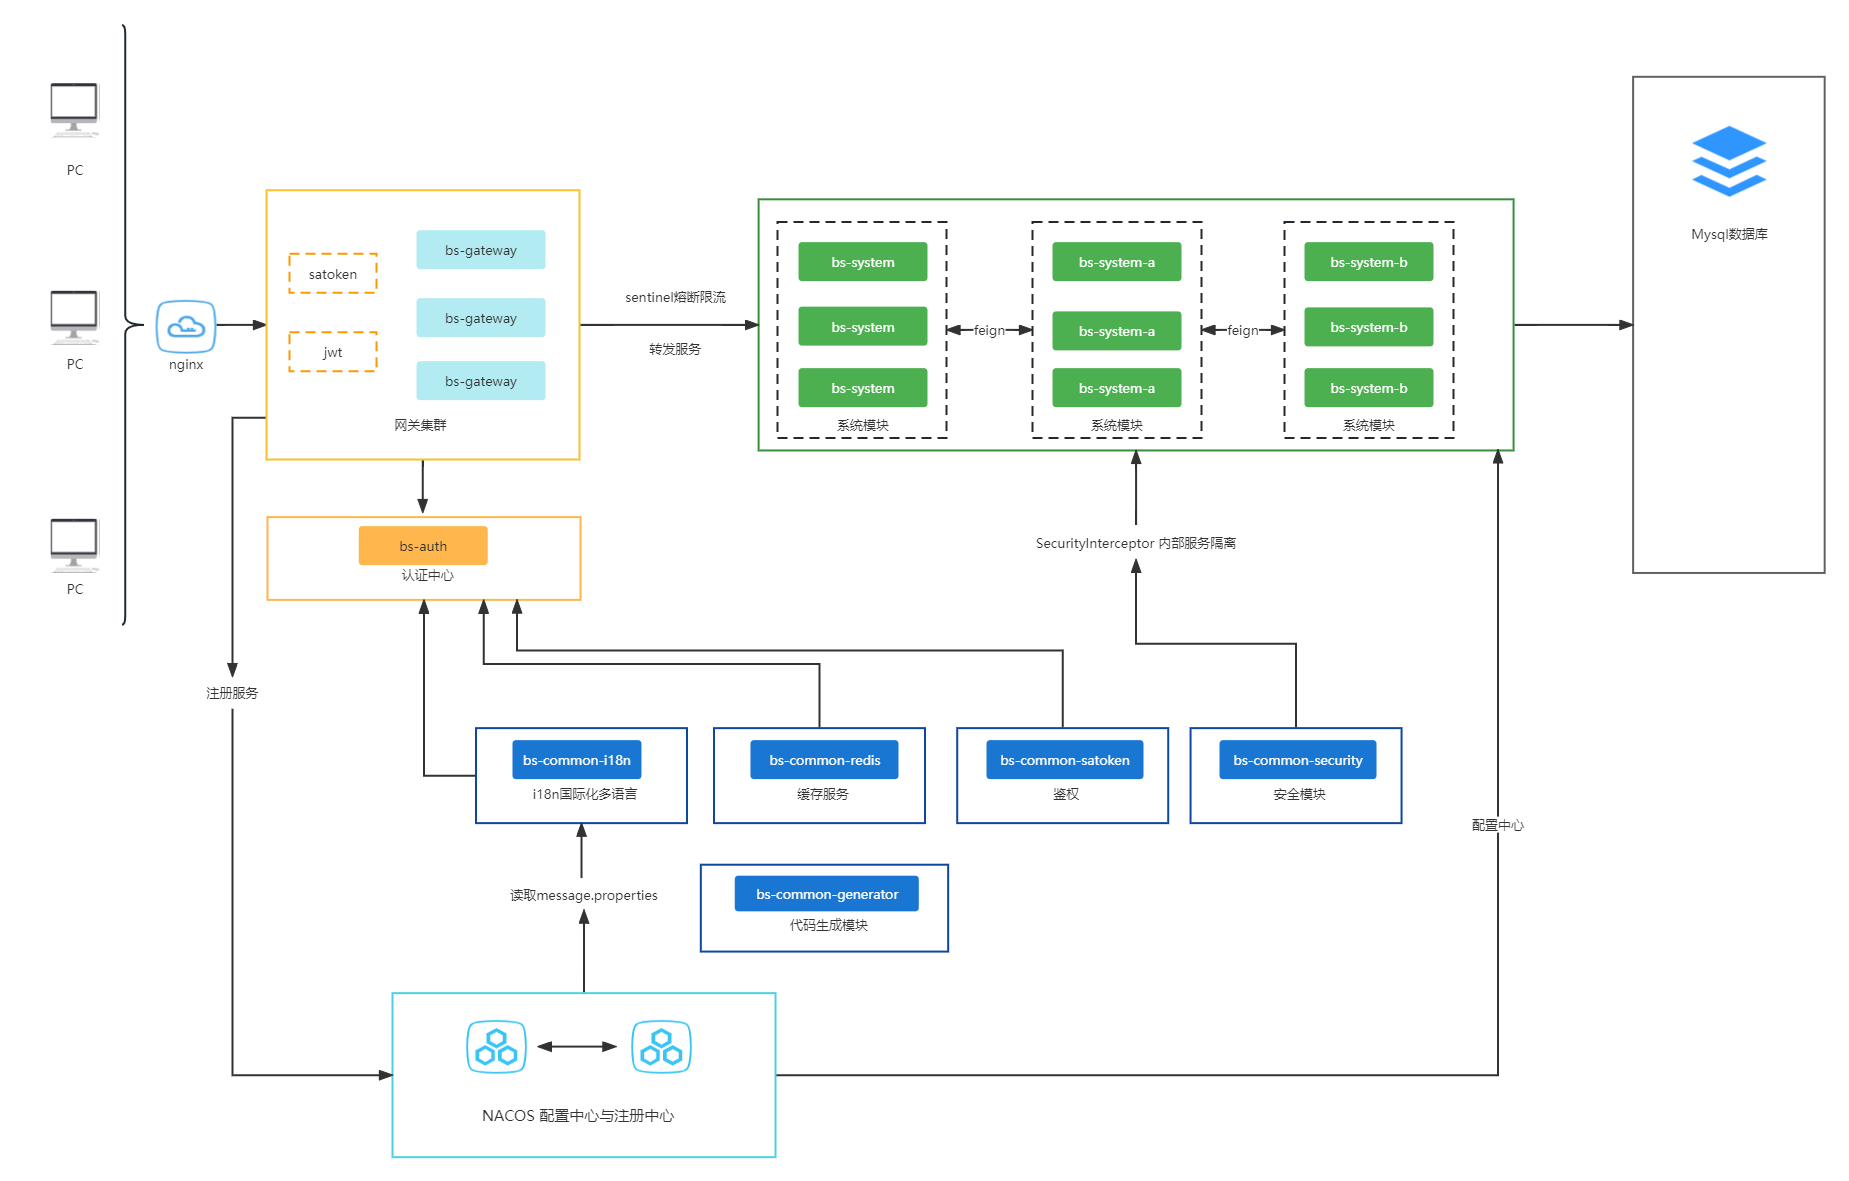 PC
PC
PC
nginx
satoken
jwt
bs-gateway
bs-gateway
bs-gateway
网关集群
sentinel熔断限流
转发服务
bs-system
bs-system
bs-system
系统模块
feign
bs-system-a
bs-system-a
bs-system-a
系统模块
feign
bs-system-b
bs-system-b
bs-system-b
系统模块
Mysql数据库
bs-auth
认证中心
SecurityInterceptor 内部服务隔离
注册服务
bs-common-i18n
i18n国际化多语言
bs-common-redis
缓存服务
bs-common-satoken
鉴权
bs-common-security
安全模块
配置中心
读取message.properties
bs-common-generator
代码生成模块
NACOS 配置中心与注册中心